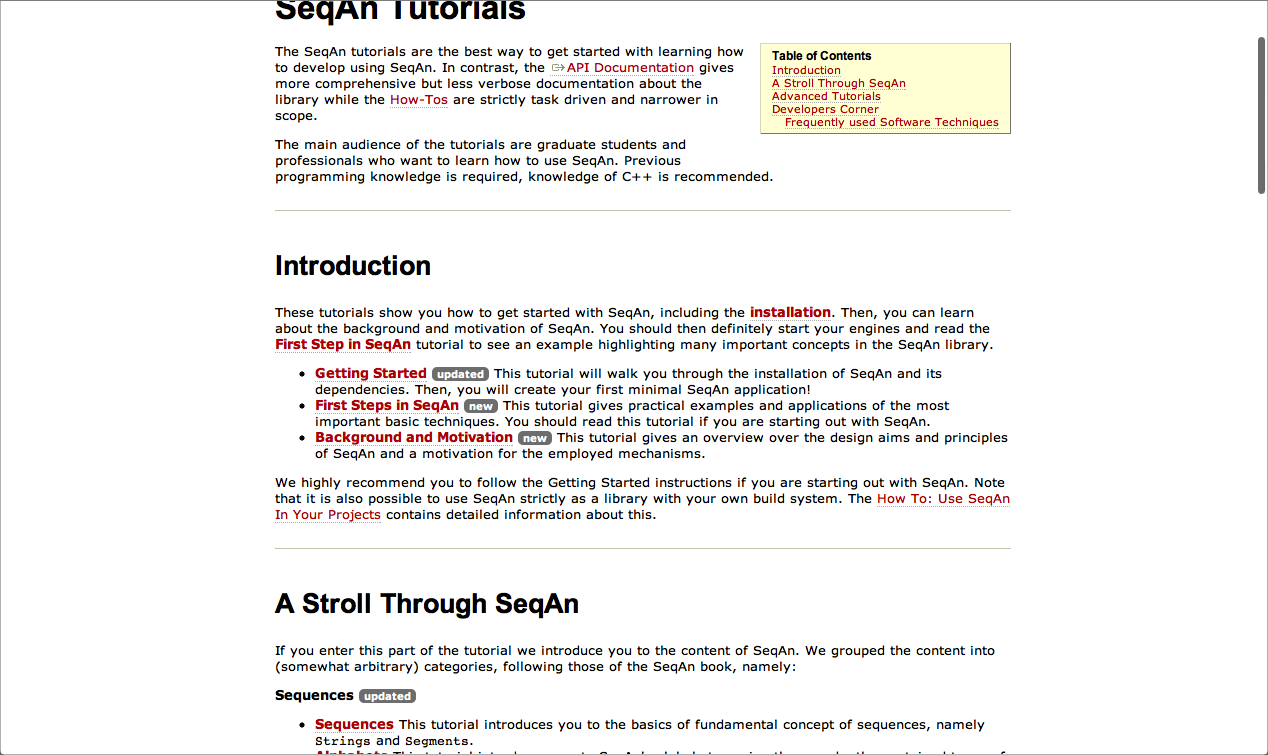 SeqAn Tutorials
The SeqAn tutorials are the best way to get started with learning how
to develop using SeqAn. In contrast, the API Documentation gives
more comprehensive but less verbose documentation about the
library while the How-Tos are strictly task driven and narrower in
scope.
Table of Contents
Introduction
A Stroll Through SeqAn
Advanced Tutorials
Developers Corner
Frequently used Software Techniques
The main audience of the tutorials are graduate students and
professionals who want to learn how to use SeqAn. Previous
programming knowledge is required, knowledge of C++ is recommended.
Introduction
These tutorials show you how to get started with SeqAn, including the installation. Then, you can learn
about the background and motivation of SeqAn. You should then definitely start your engines and read the
First Step in SeqAn tutorial to see an example highlighting many important concepts in the SeqAn library.
• Getting Started updated This tutorial will walk you through the installation of SeqAn and its
dependencies. Then, you will create your first minimal SeqAn application!
• First Steps in SeqAn new This tutorial gives practical examples and applications of the most
important basic techniques. You should read this tutorial if you are starting out with SeqAn.
• Background and Motivation new This tutorial gives an overview over the design aims and principles
of SeqAn and a motivation for the employed mechanisms.
We highly recommend you to follow the Getting Started instructions if you are starting out with SeqAn. Note
that it is also possible to use SeqAn strictly as a library with your own build system. The How To: Use SeqAn
In Your Projects contains detailed information about this.
A Stroll Through SeqAn
If you enter this part of the tutorial we introduce you to the content of SeqAn. We grouped the content into
(somewhat arbitrary) categories, following those of the SeqAn book, namely:
Sequences updated
• Sequences This tutorial introduces you to the basics of fundamental concept of sequences, namely
Strings and Segments.